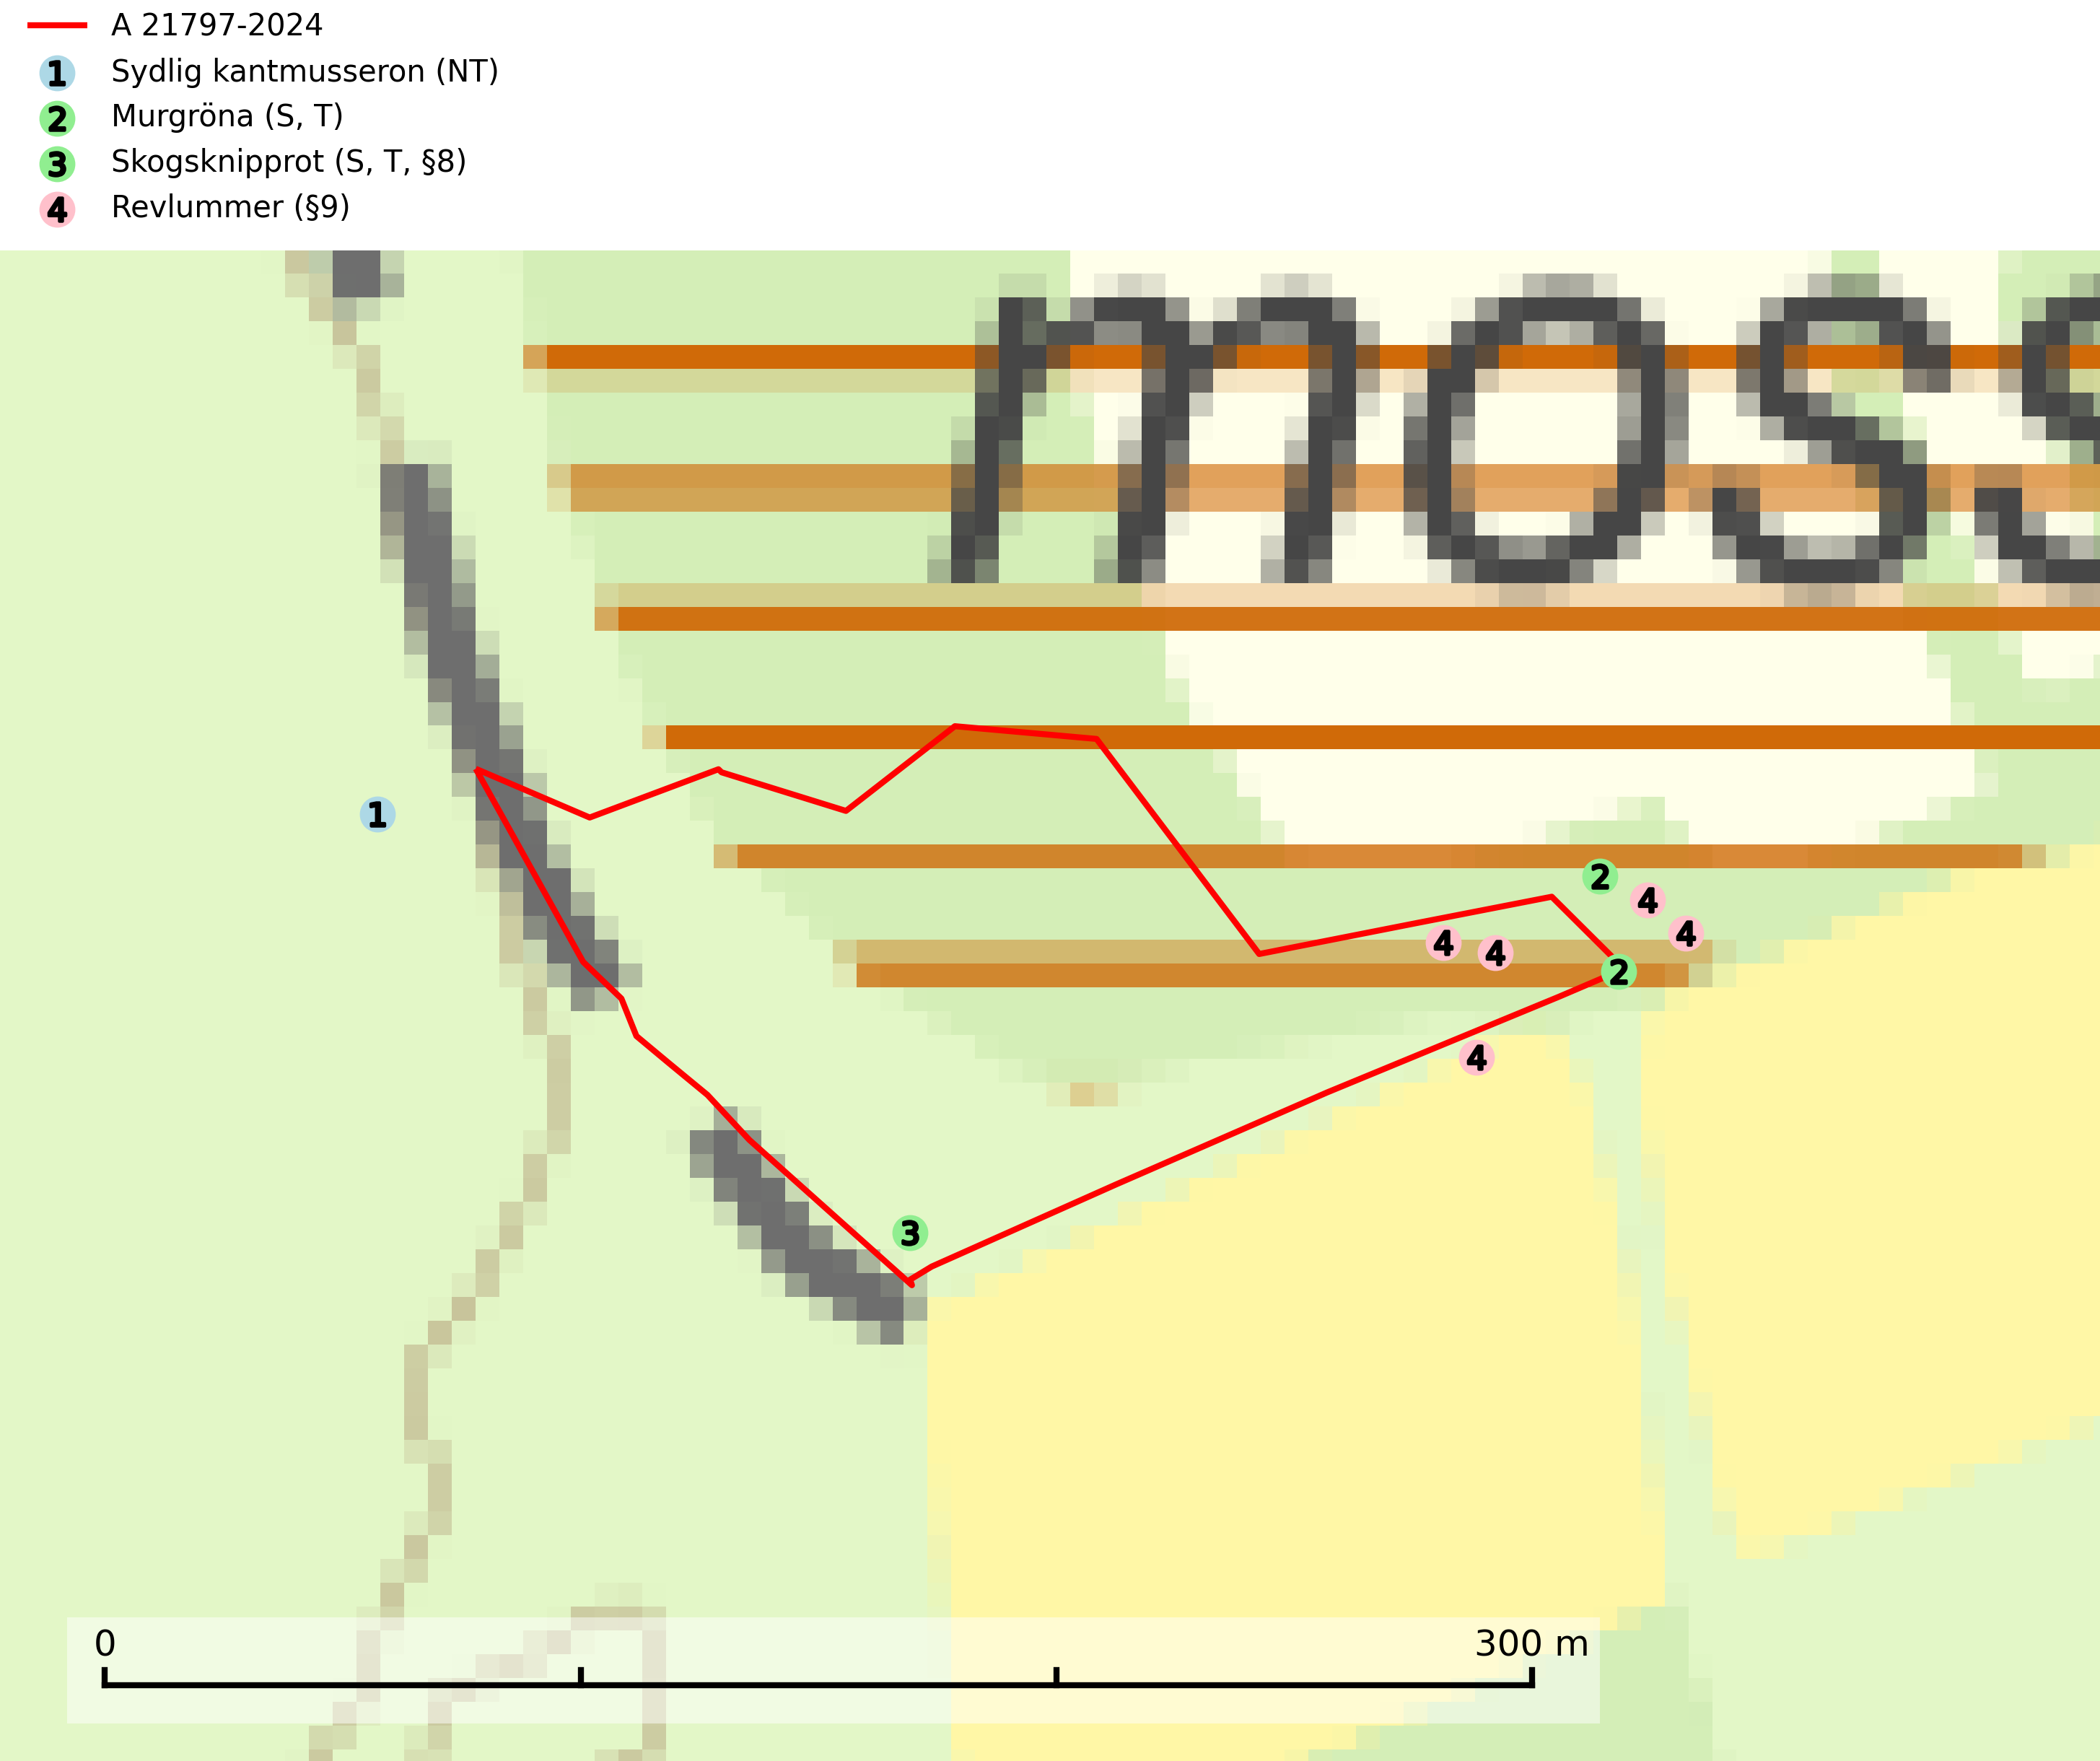 A 21797-2024
1 Sydlig kantmusseron (NT)
2 Murgröna (S, T)
3 Skogsknipprot (S, T, §8)
4 Revlummer (§9)
moss
1
2
4
4
4
4
2
4
3
0 300 m